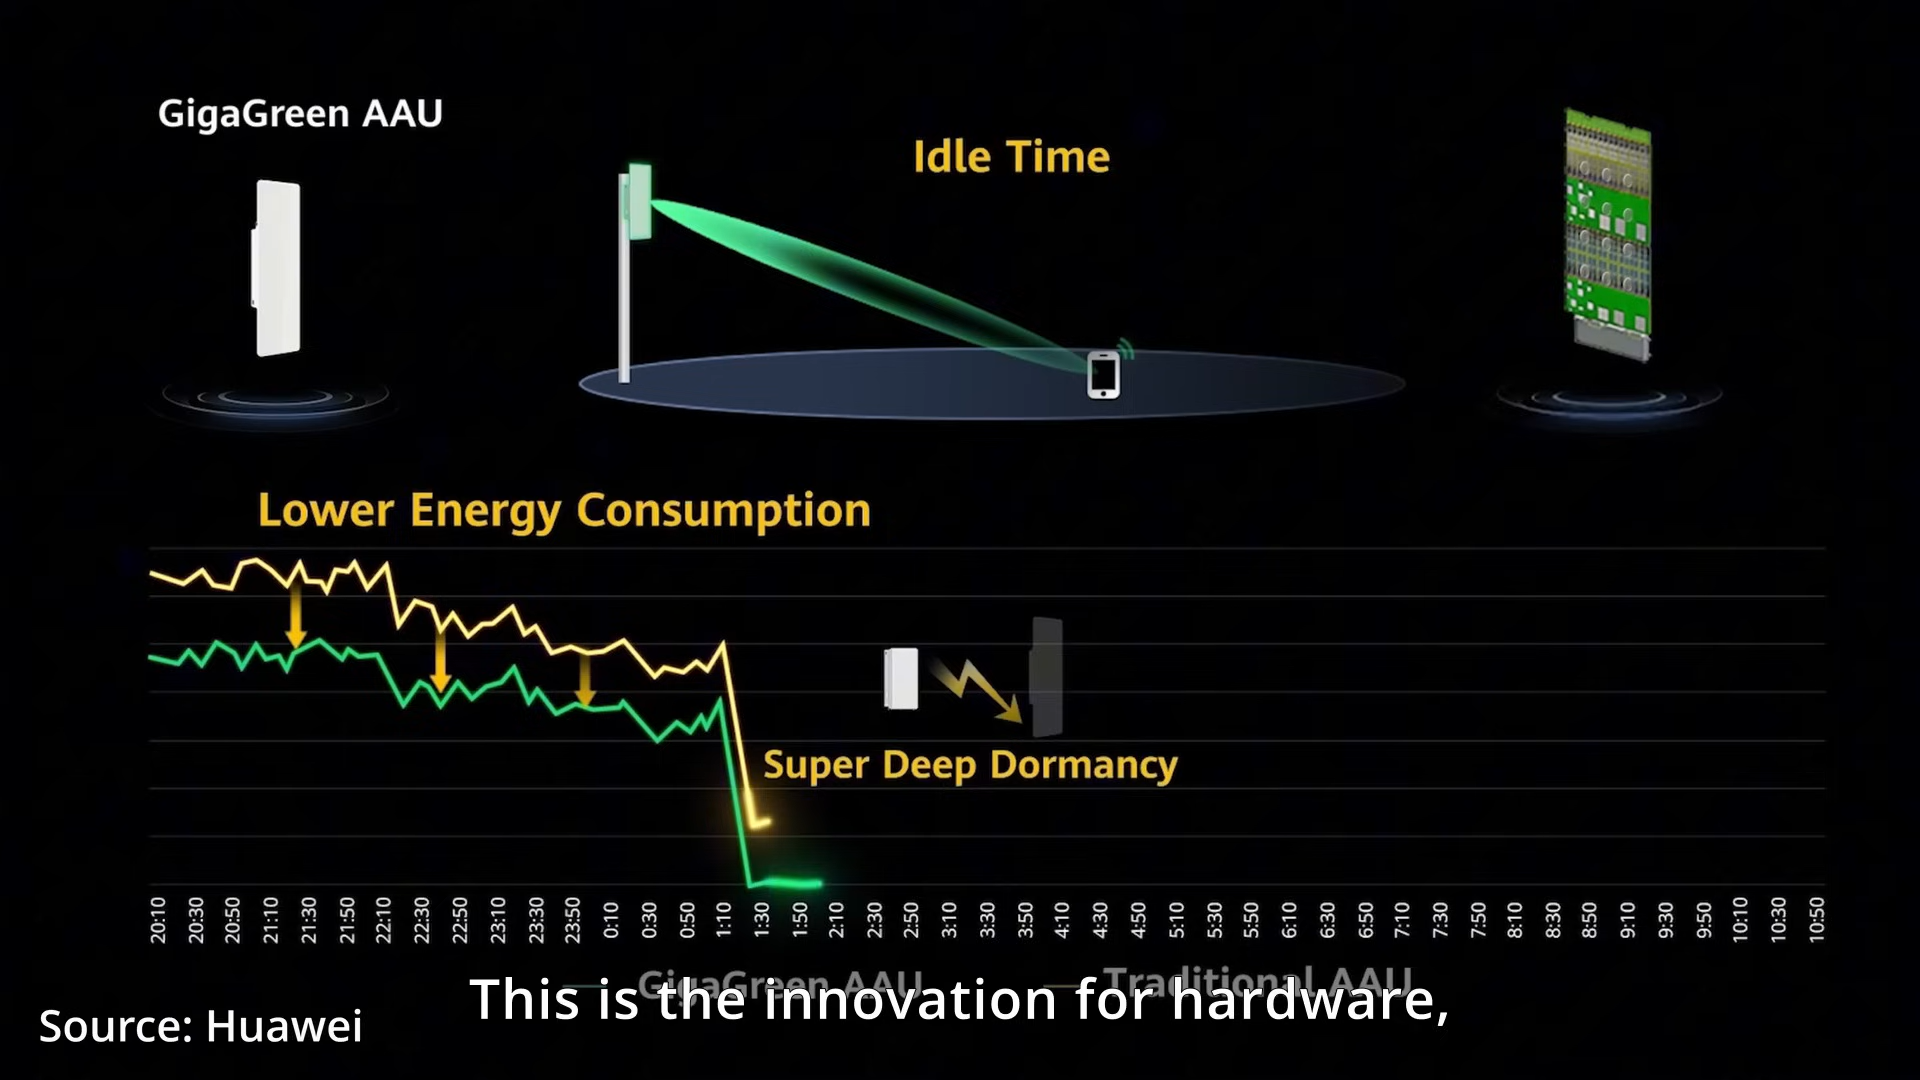 GigaGreen AAU
Idle Time
Lower Energy Consumption
Super Deep Dormancy
20:10 20:30 20:50 21:10 21:30 21:50 22:10 22:30 22:50 23:10 23:30 23:50 0:10 0:30 0:50 1:10 1:30 1:50 2:10 2:30 2:50 3:10 3:30 3:50 4:10 4:30 4:50 5:10 5:30 5:50 6:10 6:30 6:50 7:10 7:30 7:50 8:10 8:30 8:50 9:10 9:30 9:50 10:10 10:30 10:50
GigaGreen AAU Traditional AAU
This is the innovation for hardware,
Source: Huawei